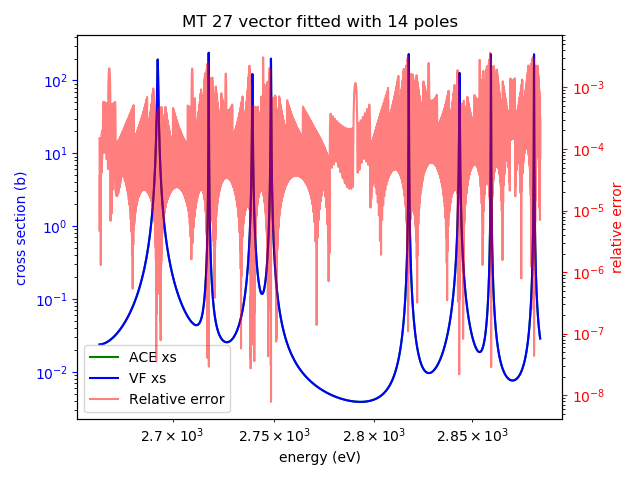 MT 27 vector fitted with 14 poles
cross section (b)
10²
10¹
10⁰
10⁻¹
10⁻²
10⁻³
10⁻⁴
10⁻⁵
10⁻⁶
10⁻⁷
10⁻⁸
relative error
ACE xs
VF xs
Relative error
2.7 × 10³ 2.75 × 10³ 2.8 × 10³ 2.85 × 10³
energy (eV)